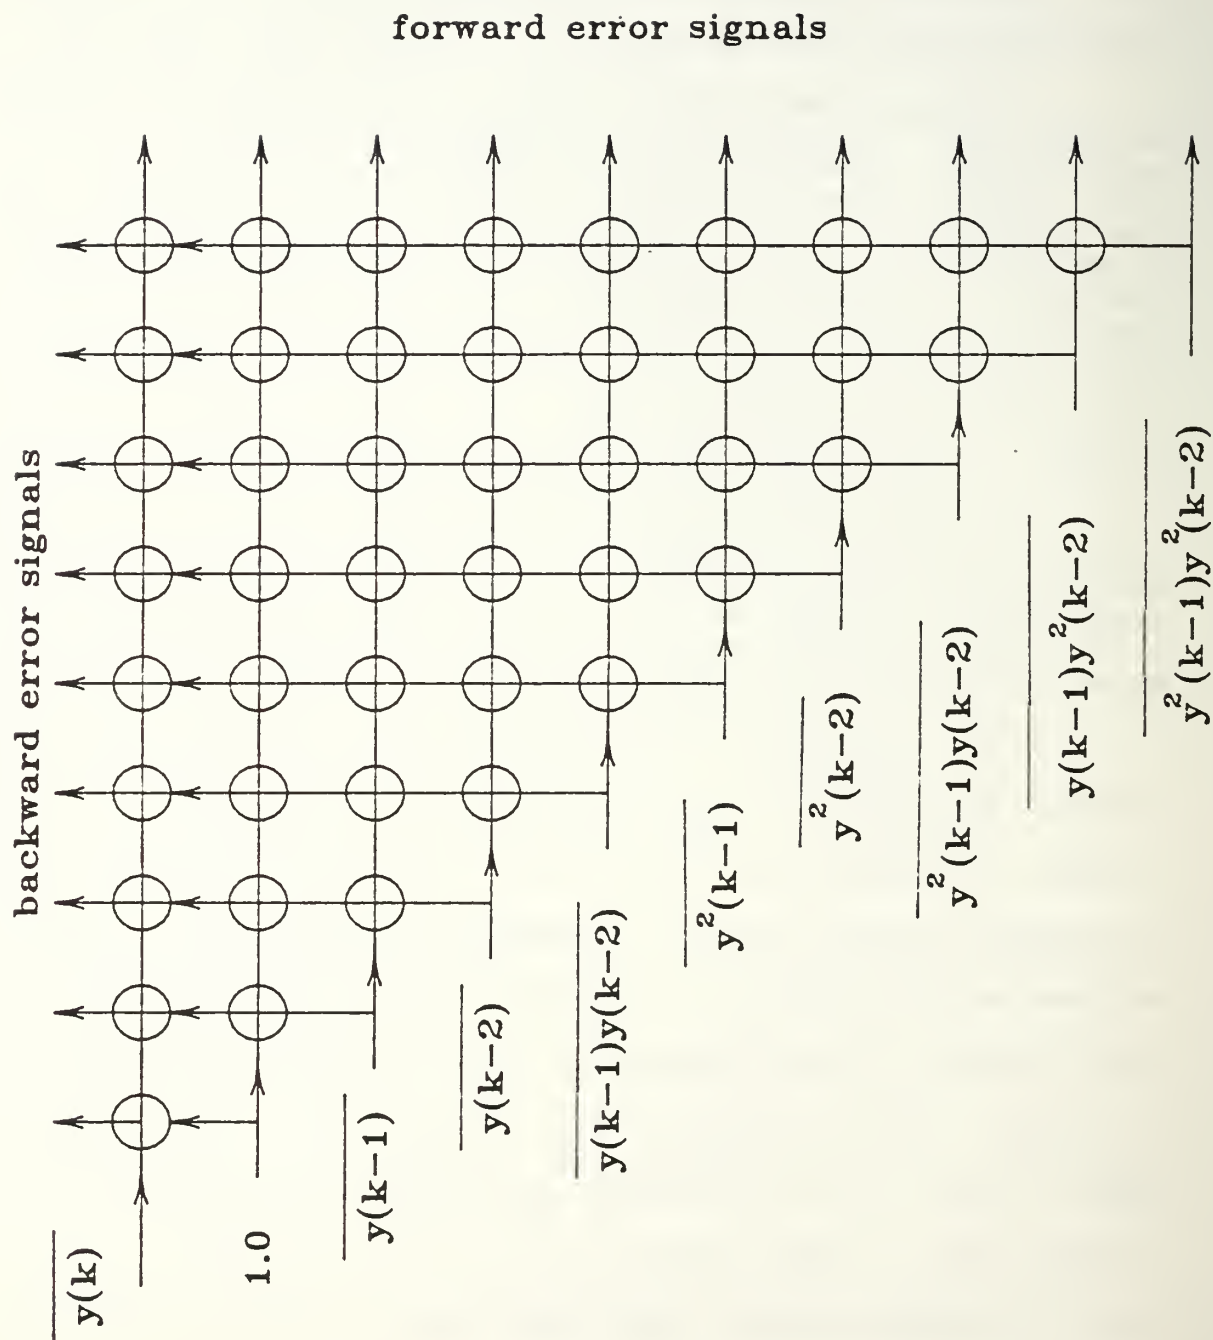 forward error signals
backward error signals
y(k)
1.0
y(k-1)
y(k-2)
y(k-1)y(k-2)
y²(k-1)
y²(k-2)
y²(k-1)y(k-2)
y(k-1)y²(k-2)
y²(k-1)y²(k-2)